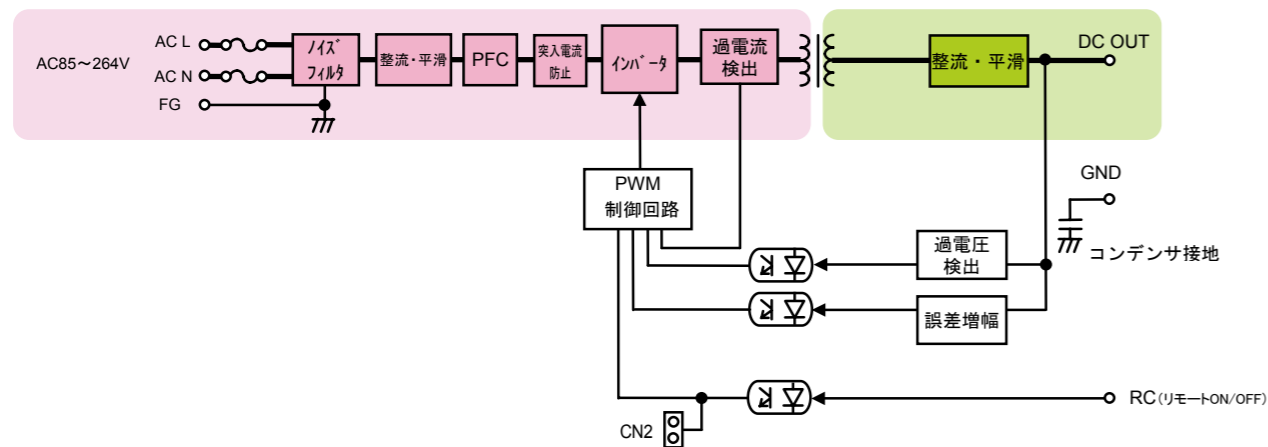 AC85～264V
AC L
AC N
FG
ﾉｲｽﾞ
ﾌｨﾙﾀ
整流・平滑
PFC
突入電流
防止
ｲﾝﾊﾞｰﾀ
過電流
検出
整流・平滑
DC OUT
PWM
制御回路
GND
コンデンサ接地
過電圧
検出
誤差増幅
RC(リモートON/OFF)
CN2